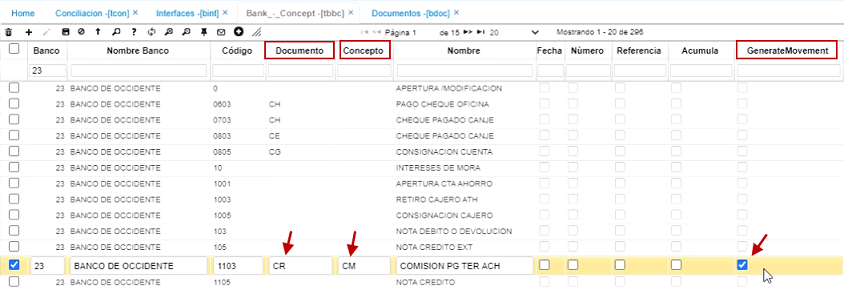 Home Conciliacion -[tcon] Interfaces -[bint] Bank_-_Concept -[tbbc] Documentos -[bdoc]
Página 1 de 15 20 Mostrando 1 - 20 de 296
Banco Nombre Banco Código Documento Concepto Nombre Fecha Número Referencia Acumula GenerateMovement
23
23 BANCO DE OCCIDENTE 0 APERTURA /MODIFICACION
23 BANCO DE OCCIDENTE 0603 CH PAGO CHEQUE OFICINA
23 BANCO DE OCCIDENTE 0703 CH CHEQUE PAGADO CANJE
23 BANCO DE OCCIDENTE 0803 CE CHEQUE PAGADO CANJE
23 BANCO DE OCCIDENTE 0805 CG CONSIGNACION CUENTA
23 BANCO DE OCCIDENTE 10 INTERESES DE MORA
23 BANCO DE OCCIDENTE 1001 APERTURA CTA AHORRO
23 BANCO DE OCCIDENTE 1003 RETIRO CAJERO ATH
23 BANCO DE OCCIDENTE 1005 CONSIGNACION CAJERO
23 BANCO DE OCCIDENTE 103 NOTA DEBITO O DEVOLUCION
23 BANCO DE OCCIDENTE 105 NOTA CREDITO EXT
23 BANCO DE OCCIDENTE 1103 CR CM COMISION PG TER ACH
23 BANCO DE OCCIDENTE 1105 NOTA CREDITO